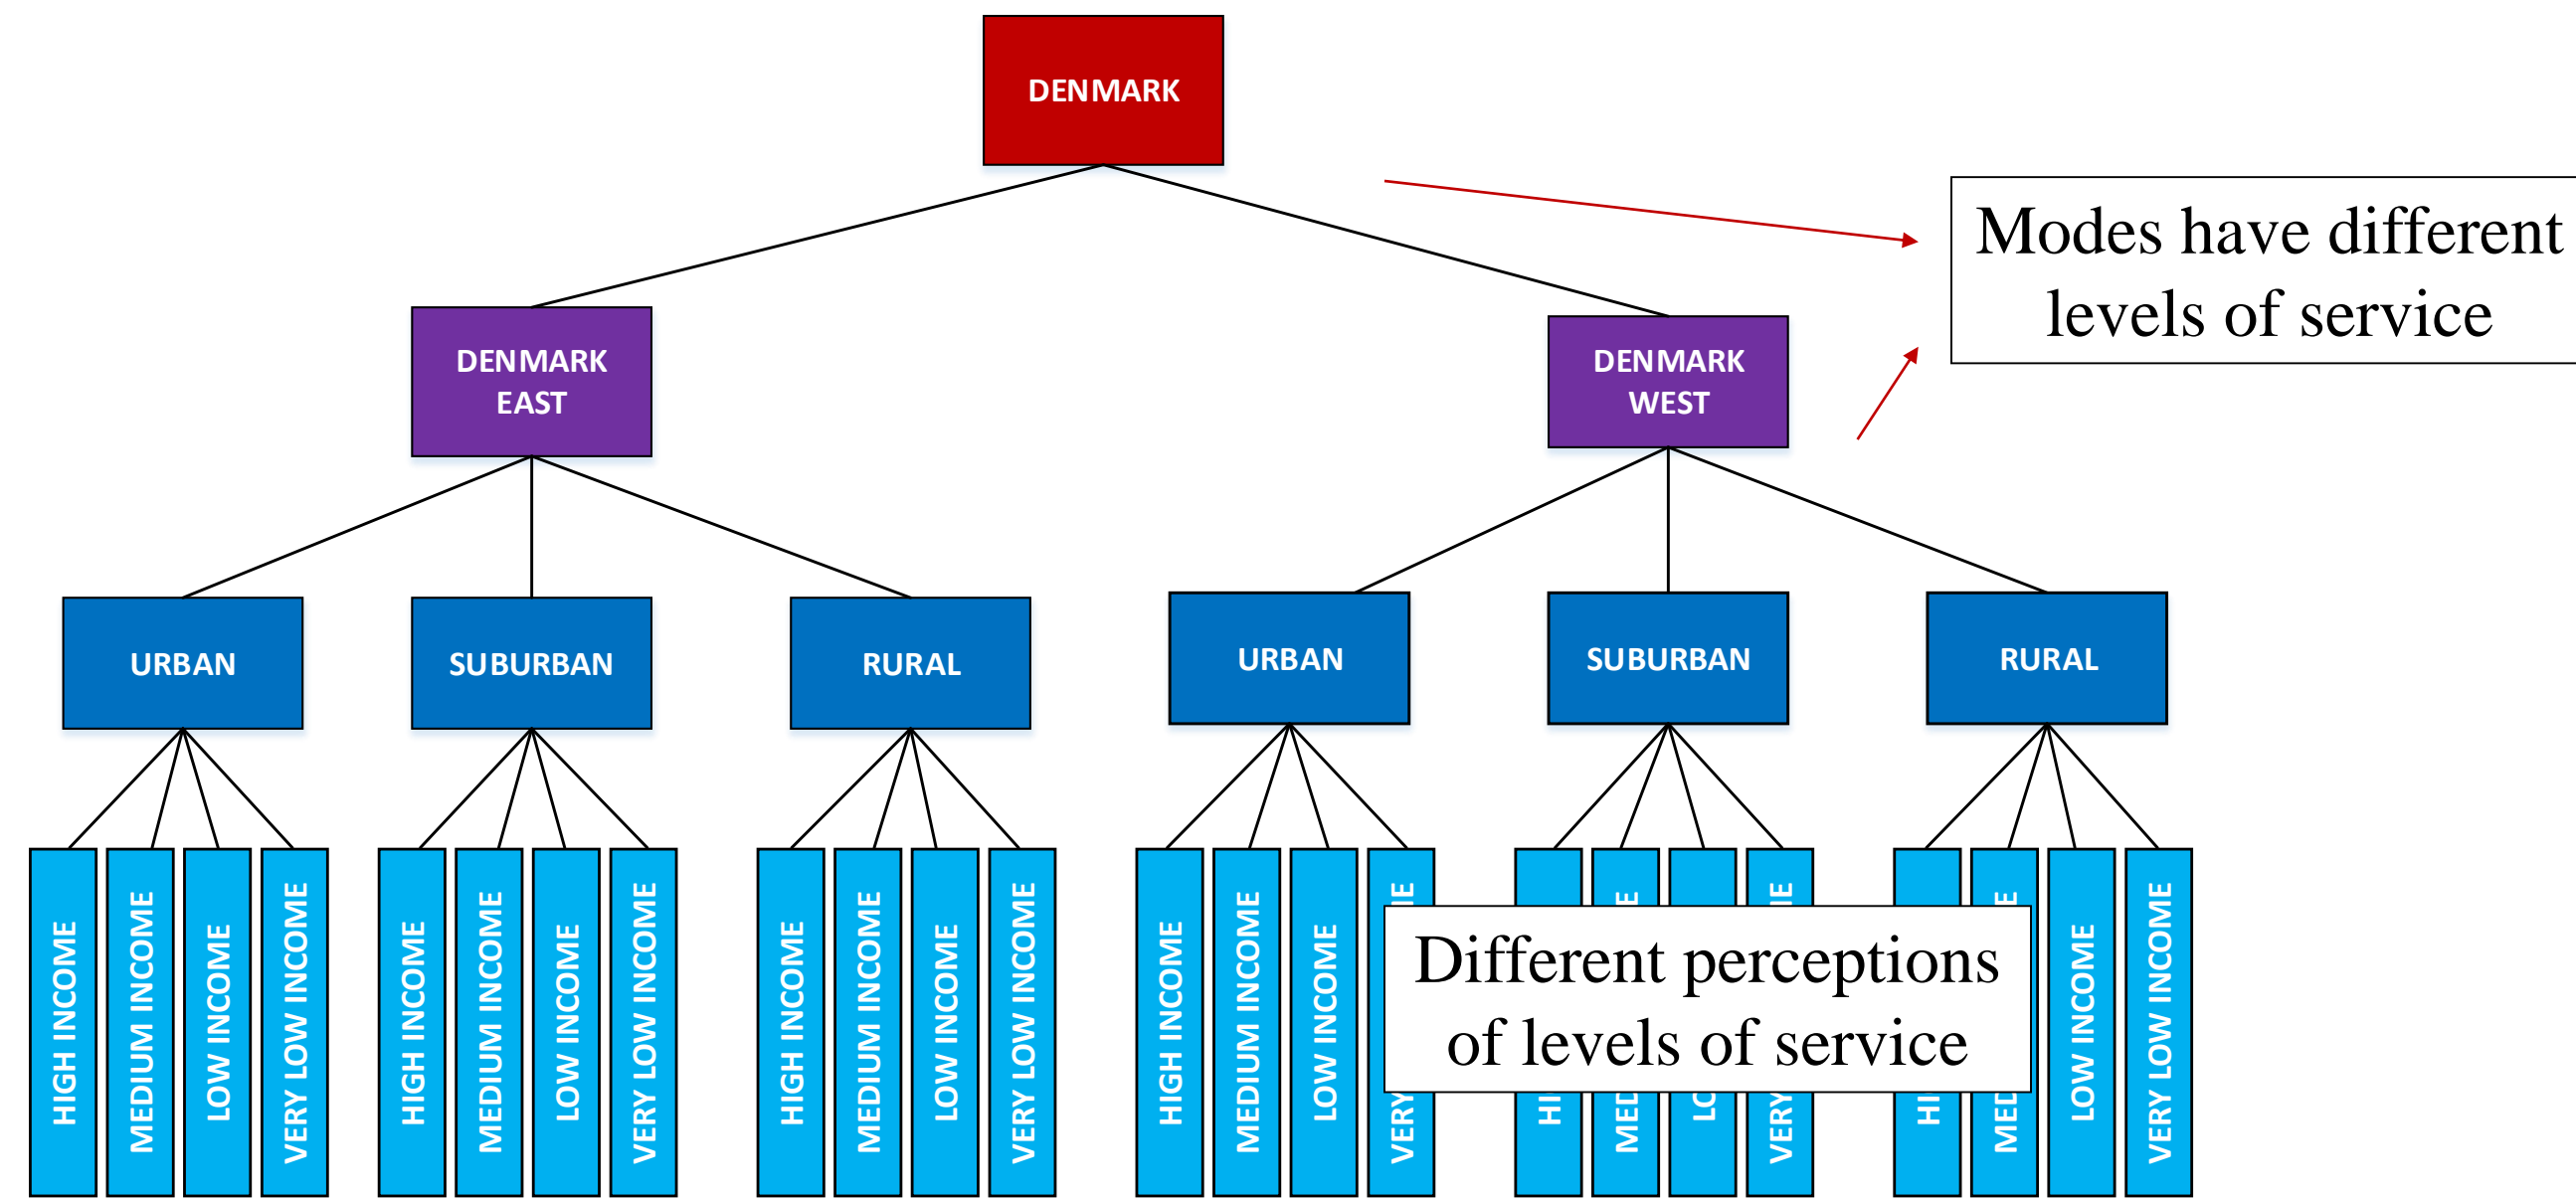 DENMARK
Modes have different
levels of service
DENMARK
EAST
DENMARK
WEST
URBAN
SUBURBAN
RURAL
URBAN
SUBURBAN
RURAL
HIGH INCOME
MEDIUM INCOME
LOW INCOME
VERY LOW INCOME
HIGH INCOME
MEDIUM INCOME
LOW INCOME
VERY LOW INCOME
HIGH INCOME
MEDIUM INCOME
LOW INCOME
VERY LOW INCOME
HIGH INCOME
MEDIUM INCOME
LOW INCOME
VERY
Different perceptions
of levels of service
VERY
LOW INCOME
VERY LOW INCOME